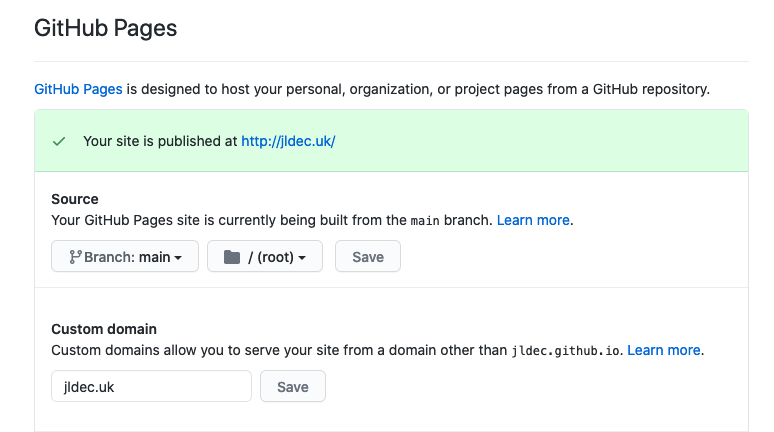 GitHub Pages
GitHub Pages is designed to host your personal, organization, or project pages from a GitHub repository.
Your site is published at http://jldec.uk/
Source
Your GitHub Pages site is currently being built from the main branch. Learn more.
Branch: main / (root) Save
Custom domain
Custom domains allow you to serve your site from a domain other than jldec.github.io. Learn more.
jldec.uk Save